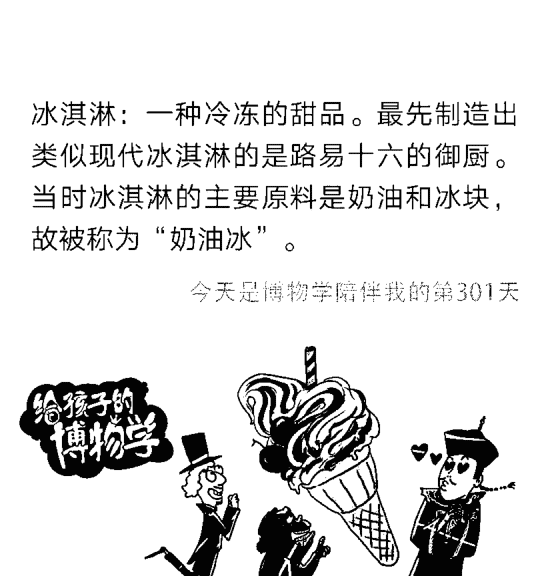 冰淇淋：一种冷冻的甜品。最先制造出
类似现代冰淇淋的是路易十六的御厨。
当时冰淇淋的主要原料是奶油和冰块，
故被称为“奶油冰”。
今天是博物学陪伴我的第301天
给孩子的
博物学